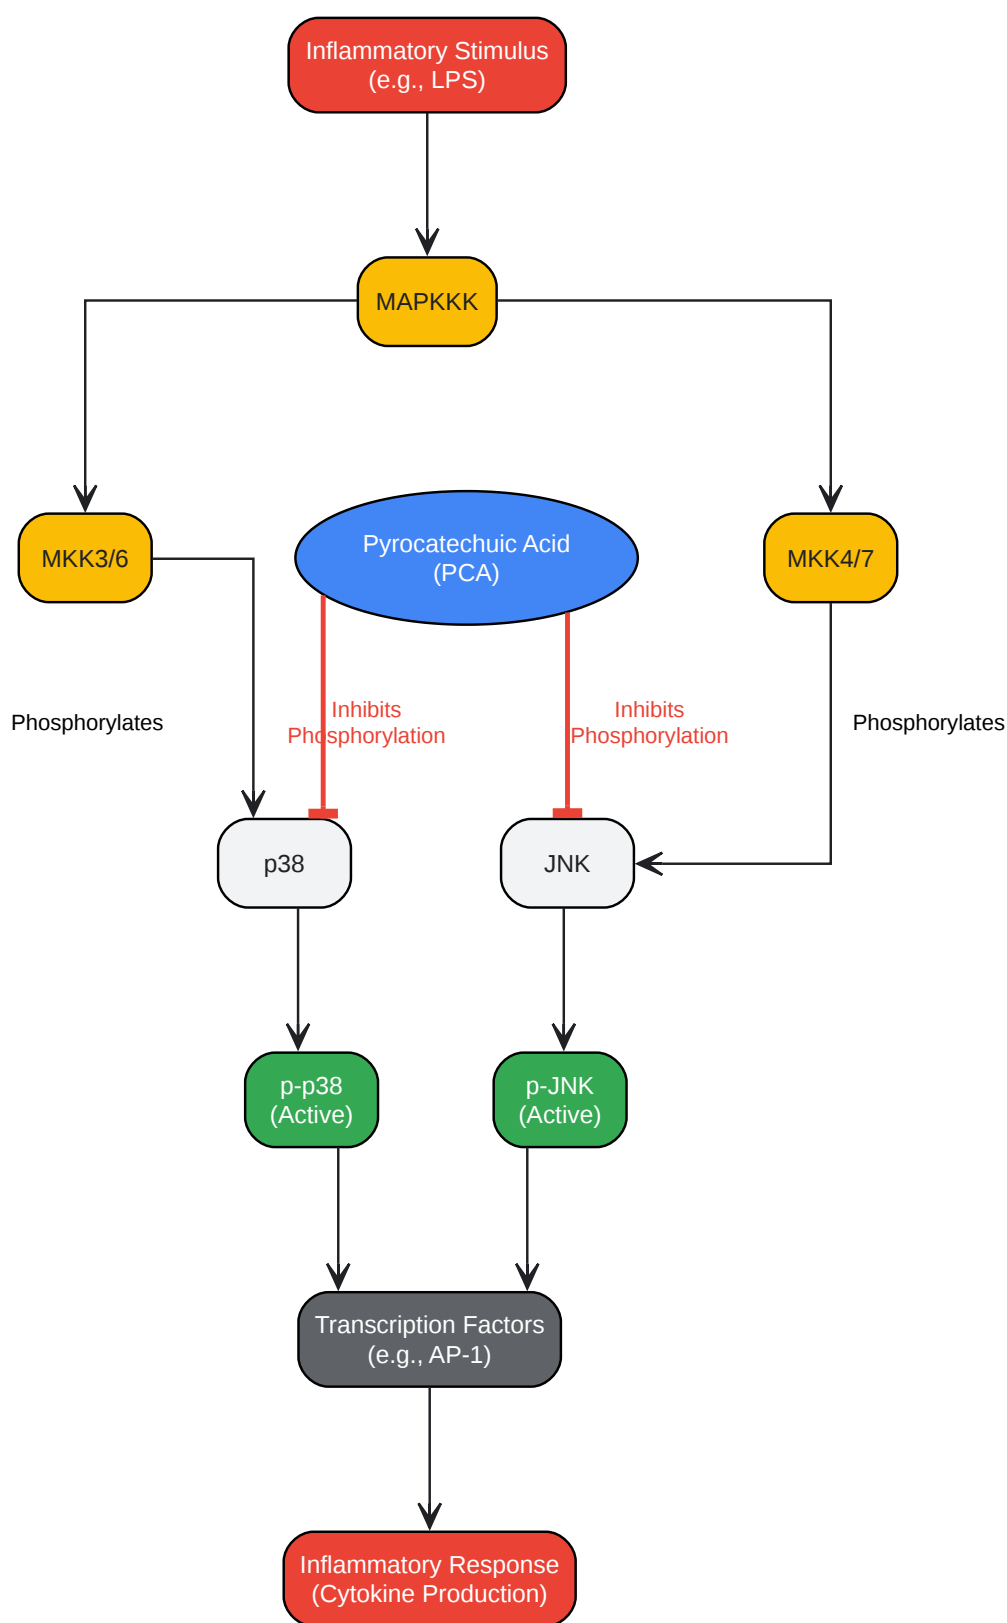 Inflammatory Stimulus
(e.g., LPS)
MAPKKK
MKK3/6
Pyrocatechuic Acid
(PCA)
MKK4/7
Phosphorylates
Inhibits
Phosphorylation
Inhibits
Phosphorylation
Phosphorylates
p38
JNK
p-p38
(Active)
p-JNK
(Active)
Transcription Factors
(e.g., AP-1)
Inflammatory Response
(Cytokine Production)